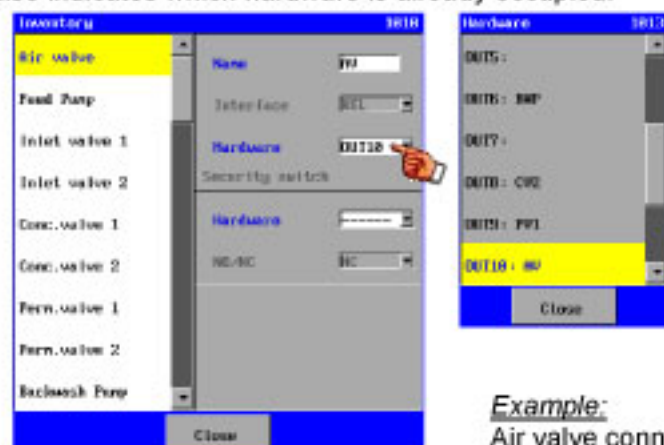 Inventory 1010
Air valve
Feed Pump
Inlet valve 1
Inlet valve 2
Conc.valve 1
Conc.valve 2
Perm.valve 1
Perm.valve 2
Backwash Pump
Name AV
Interface
Hardware OUT10
Security switch
Hardware ------
NO/NC NC
Close
Hardware 1013
OUT5:
OUT6: BWP
OUT7:
OUT8: CV2
OUT9: PV1
OUT10: AV
Close
Example:
Air valve conn